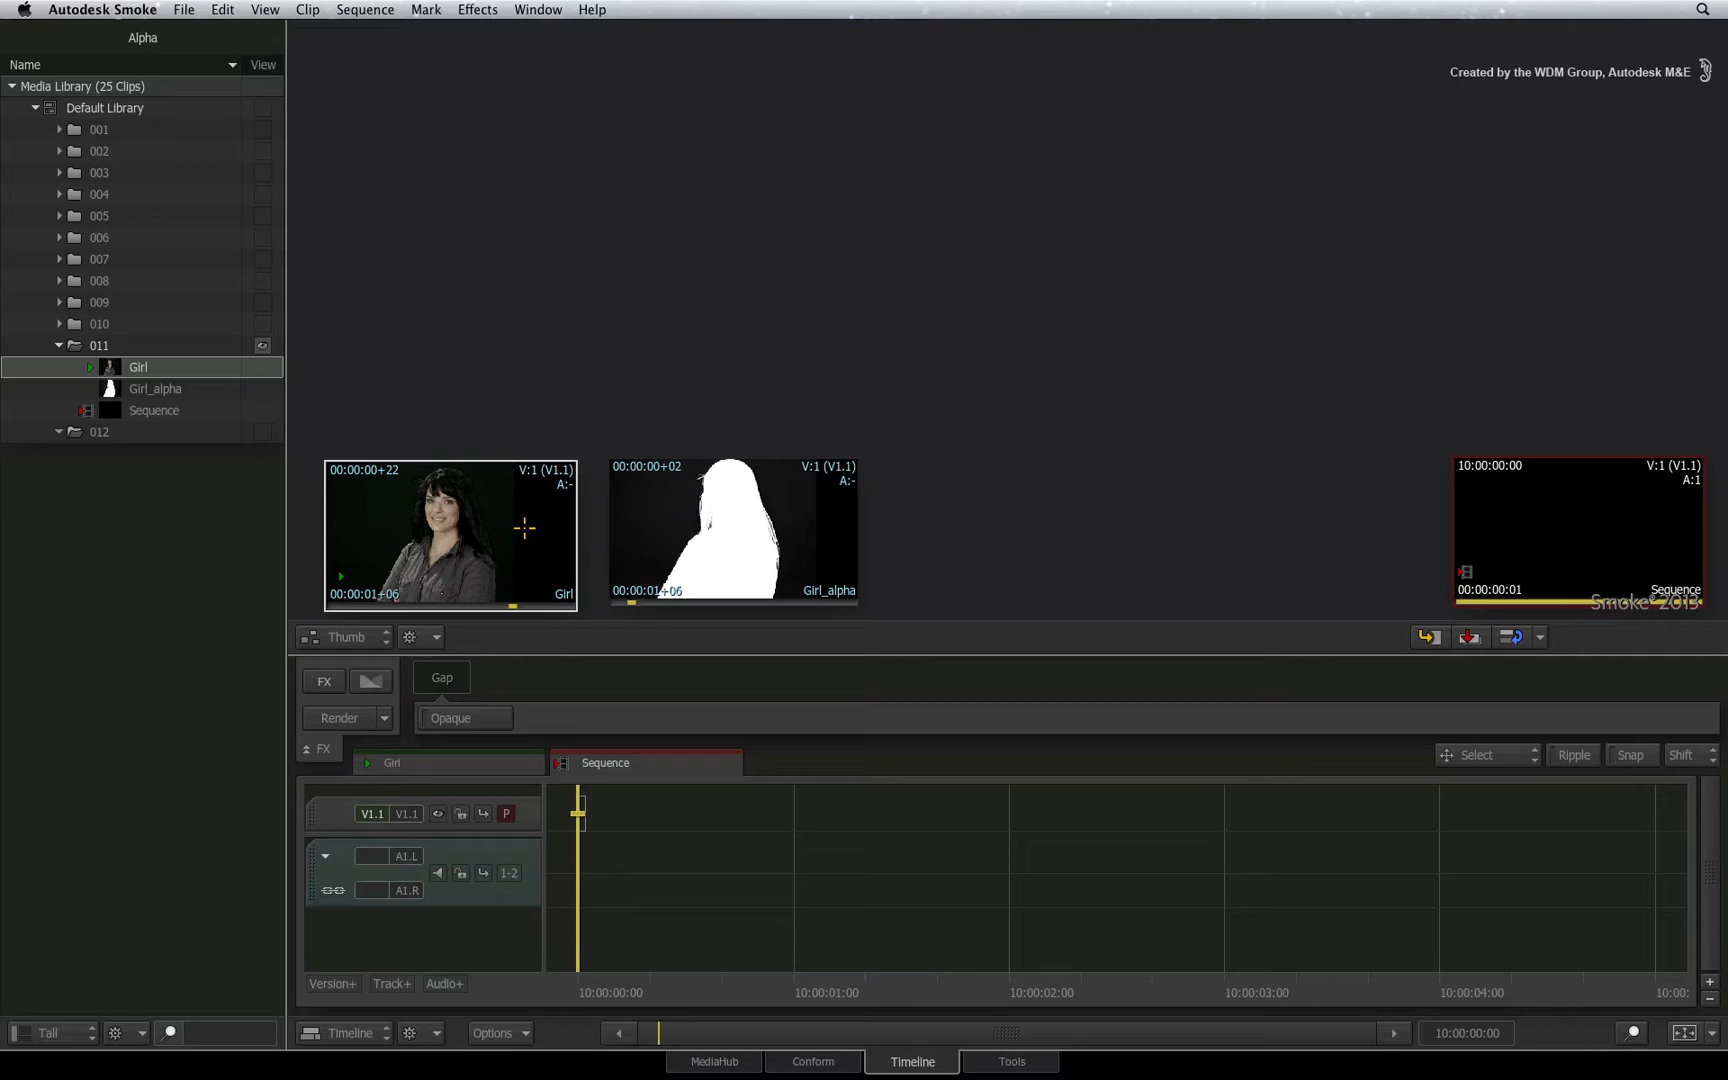 Autodesk Smoke File Edit View Clip Sequence Mark Effects Window Help
Alpha
Created by the WDM Group, Autodesk M&E
Name View
Media Library (25 Clips)
Default Library
001
002
003
004
005
006
007
008
009
010
011
Girl
Girl_alpha
Sequence
012
00:00:00+22 V:1 (V1.1)
A:-
00:00:01+06 Girl
00:00:00+02 V:1 (V1.1)
A:-
00:00:01+06 Girl_alpha
10:00:00:00 V:1 (V1.1)
A:1
00:00:00:01 Sequence
Smoke® 2013
Thumb
FX Gap
Render Opaque
FX Girl Sequence Select Ripple Snap Shift
V1.1 V1.1 P
A1.L
1-2
A1.R
Version+ Track+ Audio+
10:00:00:00 10:00:01:00 10:00:02:00 10:00:03:00 10:00:04:00 10:00:
Tall Timeline Options 10:00:00:00
MediaHub Conform Timeline Tools